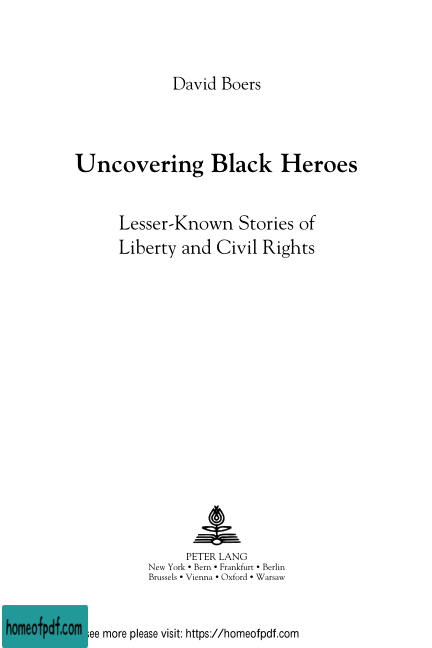 David Boers
Uncovering Black Heroes
Lesser-Known Stories of
Liberty and Civil Rights
PETER LANG
New York • Bern • Frankfurt • Berlin
Brussels • Vienna • Oxford • Warsaw
homeofpdf.com
see more please visit: https://homeofpdf.com